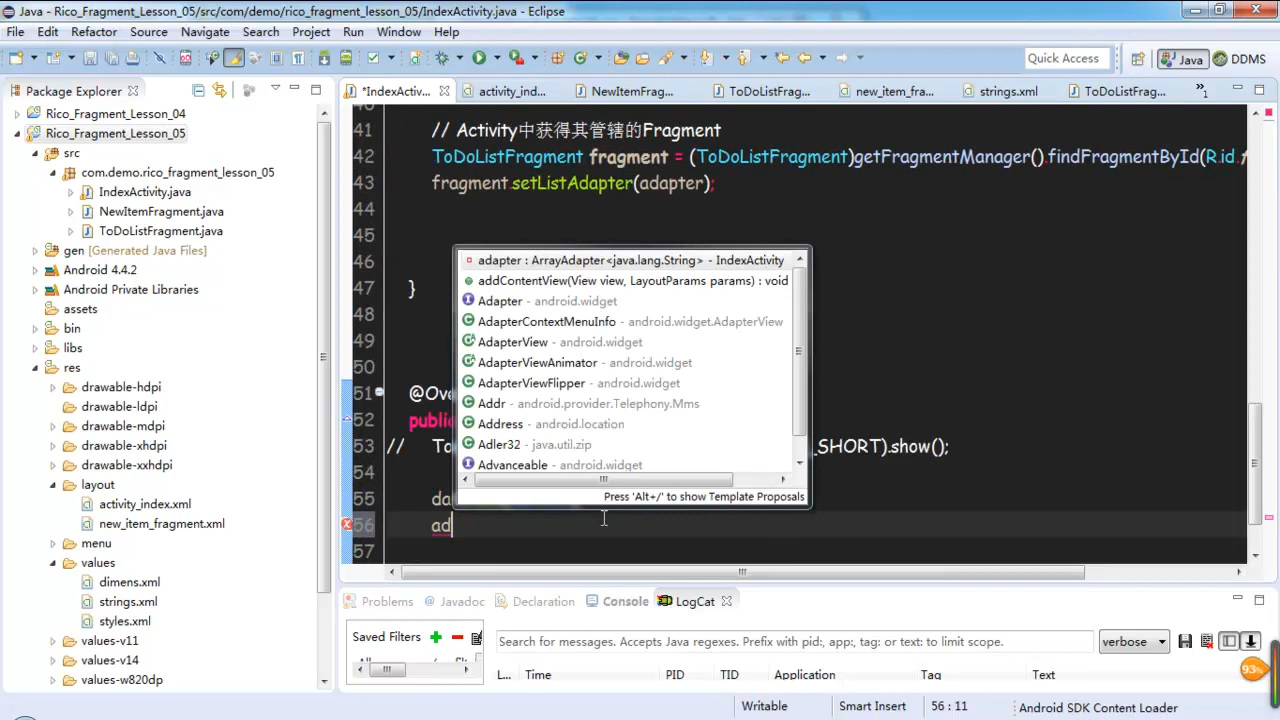 Java - Rico_Fragment_Lesson_05/src/com/demo/rico_fragment_lesson_05/IndexActivity.java - Eclipse
File Edit Refactor Source Navigate Search Project Run Window Help
Quick Access Java DDMS
Package Explorer
*IndexActiv... activity_ind... NewItemFrag... ToDoListFrag... new_item_fra... strings.xml ToDoListFrag... »1
Rico_Fragment_Lesson_04
Rico_Fragment_Lesson_05
src
com.demo.rico_fragment_lesson_05
IndexActivity.java
NewItemFragment.java
ToDoListFragment.java
gen [Generated Java Files]
Android 4.4.2
Android Private Libraries
assets
bin
libs
res
drawable-hdpi
drawable-ldpi
drawable-mdpi
drawable-xhdpi
drawable-xxhdpi
layout
activity_index.xml
new_item_fragment.xml
menu
values
dimens.xml
strings.xml
styles.xml
values-v11
values-v14
values-w820dp
41 // Activity中获得其管辖的Fragment
42 ToDoListFragment fragment = (ToDoListFragment)getFragmentManager().findFragmentById(R.id.f
43 fragment.setListAdapter(adapter);
44
45
46
47 }
48
49
50
51 @Ove
52 public
53 // To _SHORT).show();
54
55 da
56 ad
57
adapter : ArrayAdapter<java.lang.String> - IndexActivity
addContentView(View view, LayoutParams params) : void
Adapter - android.widget
AdapterContextMenuInfo - android.widget.AdapterView
AdapterView - android.widget
AdapterViewAnimator - android.widget
AdapterViewFlipper - android.widget
Addr - android.provider.Telephony.Mms
Address - android.location
Adler32 - java.util.zip
Advanceable - android.widget
Press 'Alt+/' to show Template Proposals
Problems Javadoc Declaration Console LogCat
Saved Filters
Search for messages. Accepts Java regexes. Prefix with pid:, app:, tag: or text: to limit scope. verbose
L... Time PID TID Application Tag Text
93%
Writable Smart Insert 56 : 11 Android SDK Content Loader